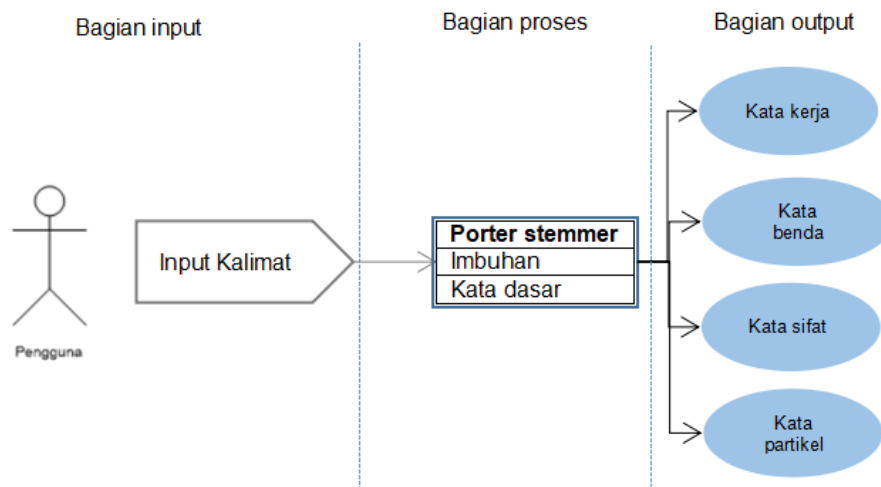 Bagian input
Bagian proses
Bagian output
Pengguna
Input Kalimat
Porter stemmer
Imbuhan
Kata dasar
Kata kerja
Kata
benda
Kata sifat
Kata
partikel